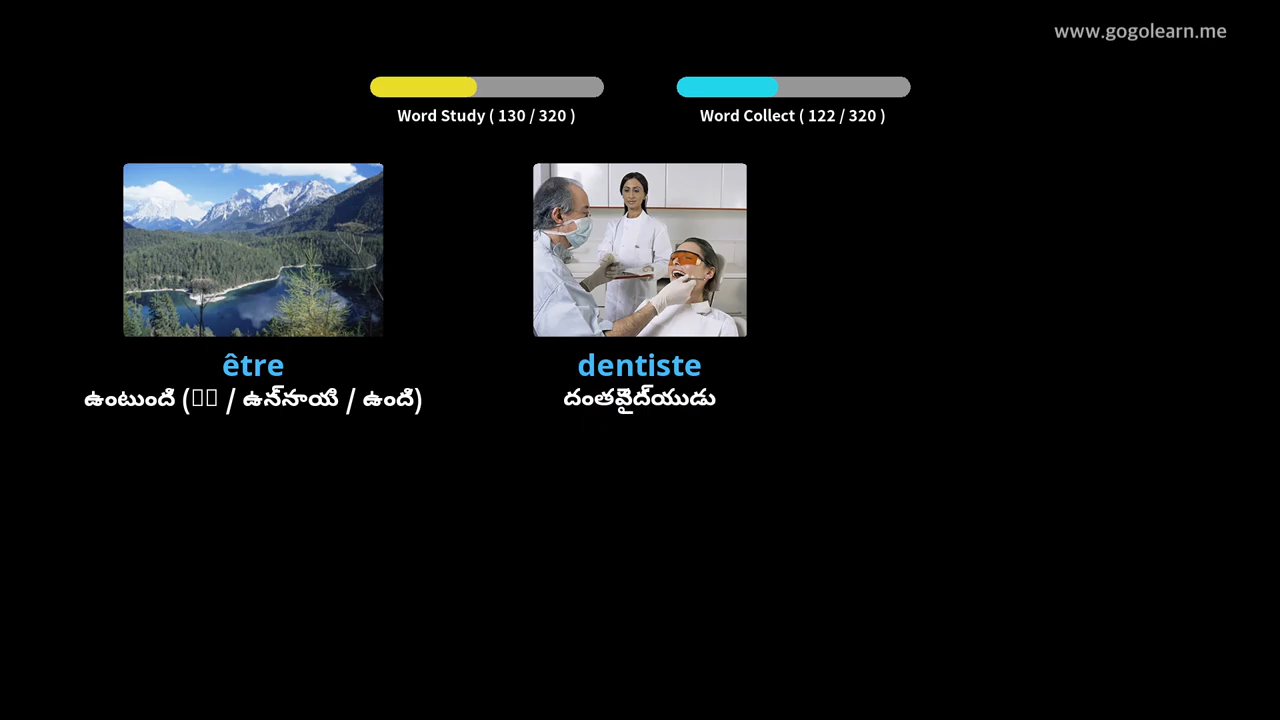 www.gogolearn.me
Word Study ( 130 / 320 )
Word Collect ( 122 / 320 )
être
ఉంటుంది (▯▯ / ఉన్నాయి / ఉంది)
dentiste
దంతవైద్యుడు